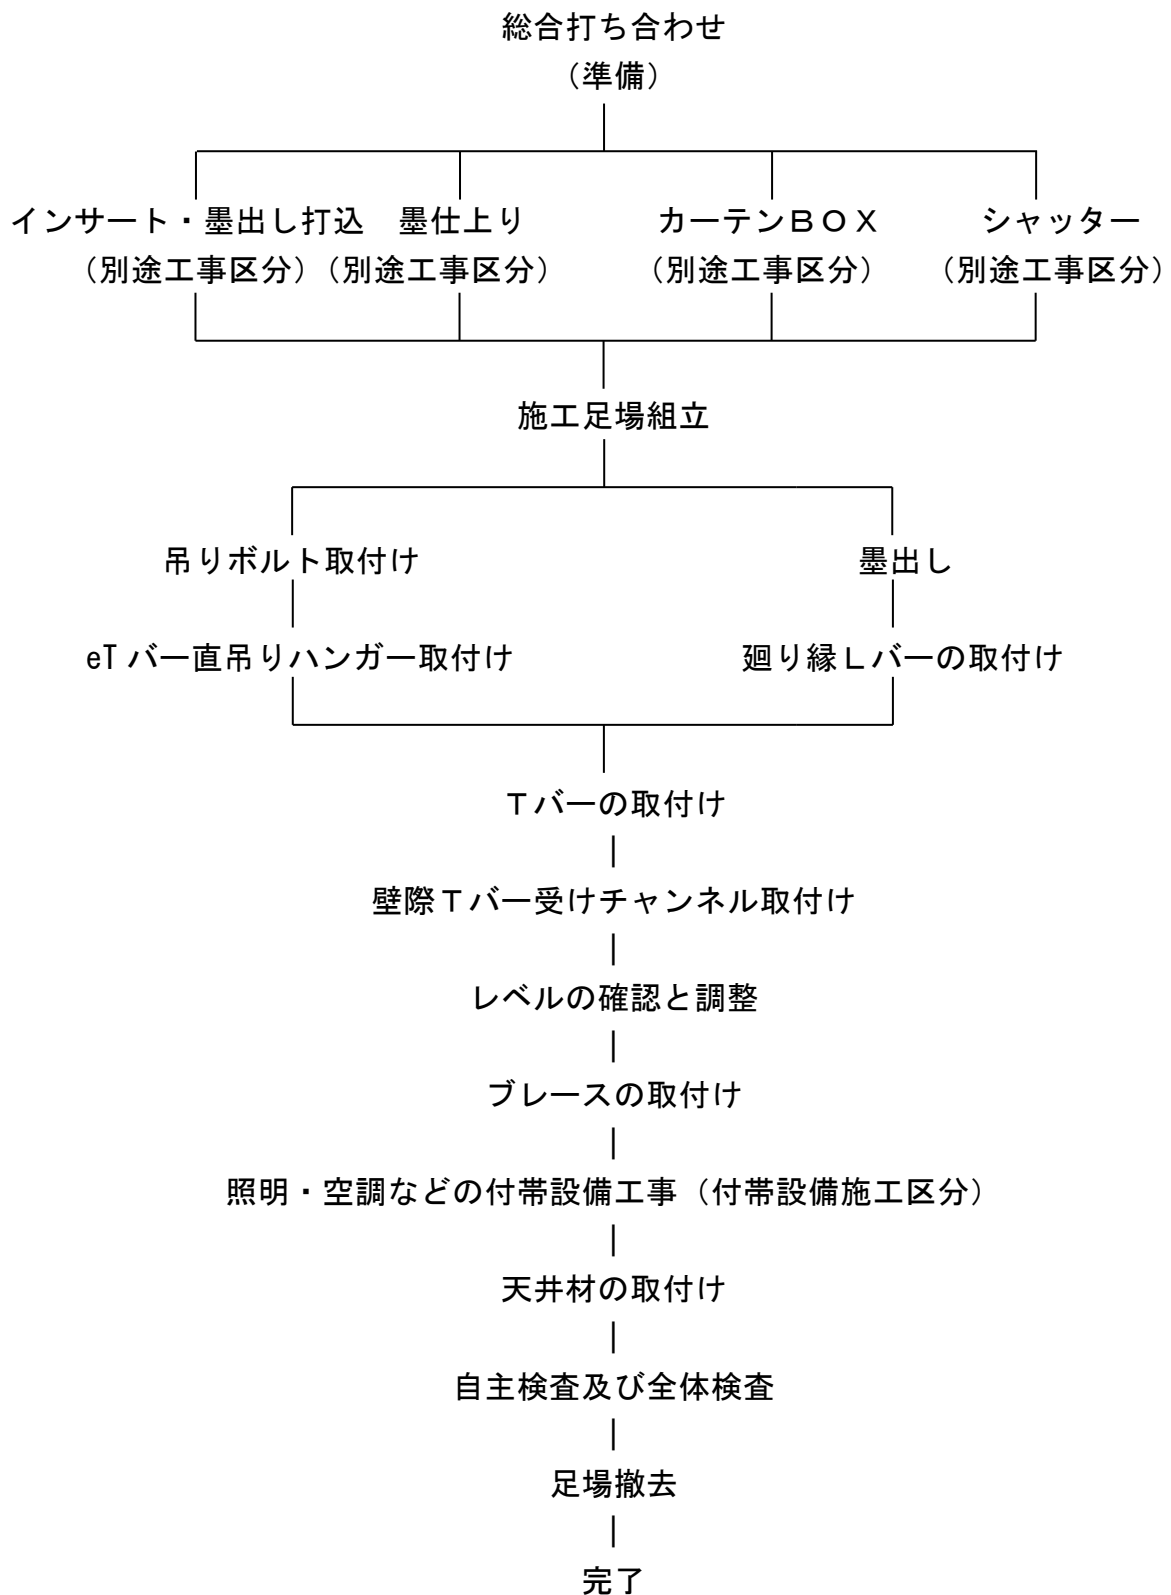 総合打ち合わせ
（準備）
インサート・墨出し打込　墨仕上り　カーテンＢＯＸ　シャッター
（別途工事区分）（別途工事区分）（別途工事区分）（別途工事区分）
施工足場組立
吊りボルト取付け　墨出し
eT バー直吊りハンガー取付け　廻り縁Ｌバーの取付け
Ｔバーの取付け
壁際Ｔバー受けチャンネル取付け
レベルの確認と調整
ブレースの取付け
照明・空調などの付帯設備工事（付帯設備施工区分）
天井材の取付け
自主検査及び全体検査
足場撤去
完了